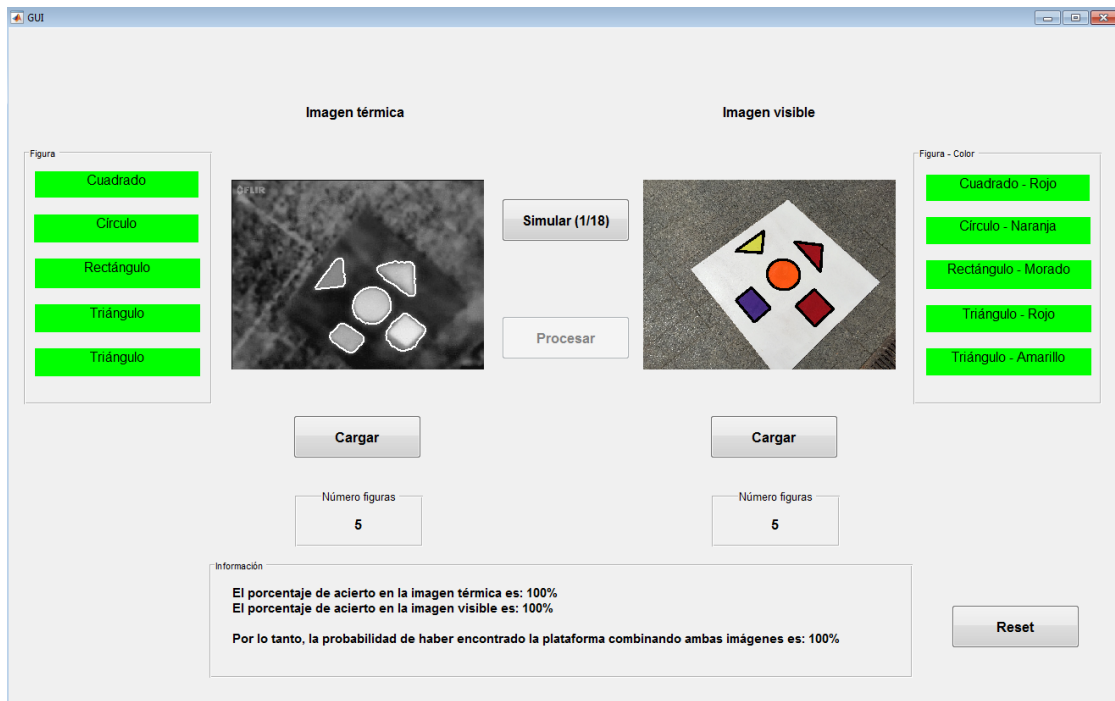 GUI
Imagen térmica
Imagen visible
Figura
Cuadrado
Círculo
Rectángulo
Triángulo
Triángulo
FLIR
Simular (1/18)
Procesar
Figura - Color
Cuadrado - Rojo
Círculo - Naranja
Rectángulo - Morado
Triángulo - Rojo
Triángulo - Amarillo
Cargar
Cargar
Número figuras
5
Número figuras
5
Información
El porcentaje de acierto en la imagen térmica es: 100%
El porcentaje de acierto en la imagen visible es: 100%
Por lo tanto, la probabilidad de haber encontrado la plataforma combinando ambas imágenes es: 100%
Reset